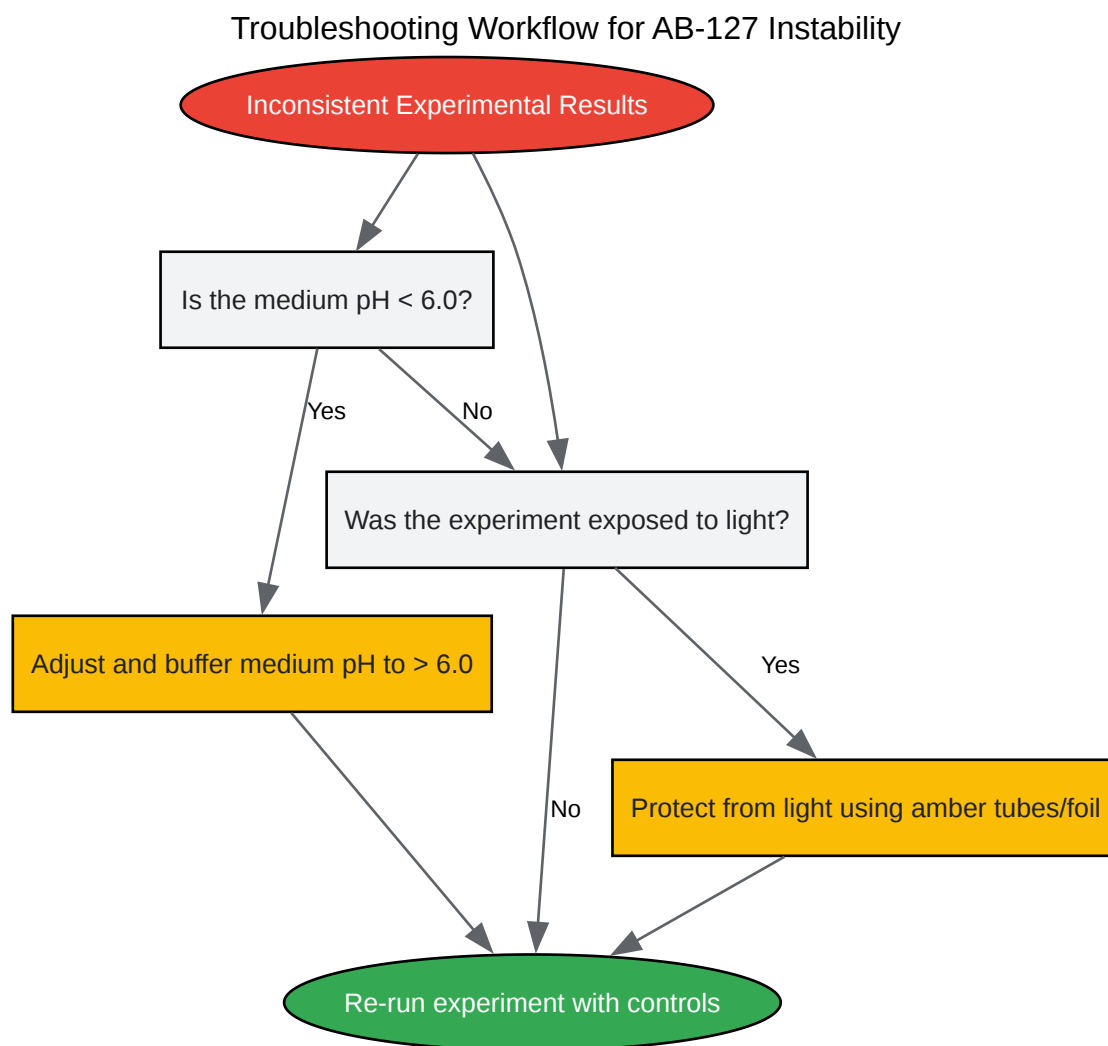 Troubleshooting Workflow for AB-127 Instability
Inconsistent Experimental Results
Is the medium pH < 6.0?
Yes
No
Was the experiment exposed to light?
Adjust and buffer medium pH to > 6.0
Yes
No
Protect from light using amber tubes/foil
Re-run experiment with controls